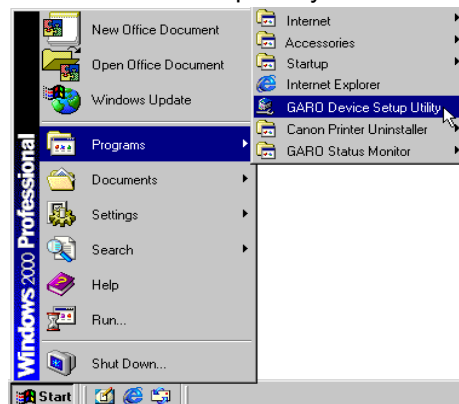 New Office Document
Open Office Document
Windows Update
Programs
Documents
Settings
Search
Help
Run...
Shut Down...
Windows 2000 Professional
Start
Internet
Accessories
Startup
Internet Explorer
GARO Device Setup Utility
Canon Printer Uninstaller
GARO Status Monitor